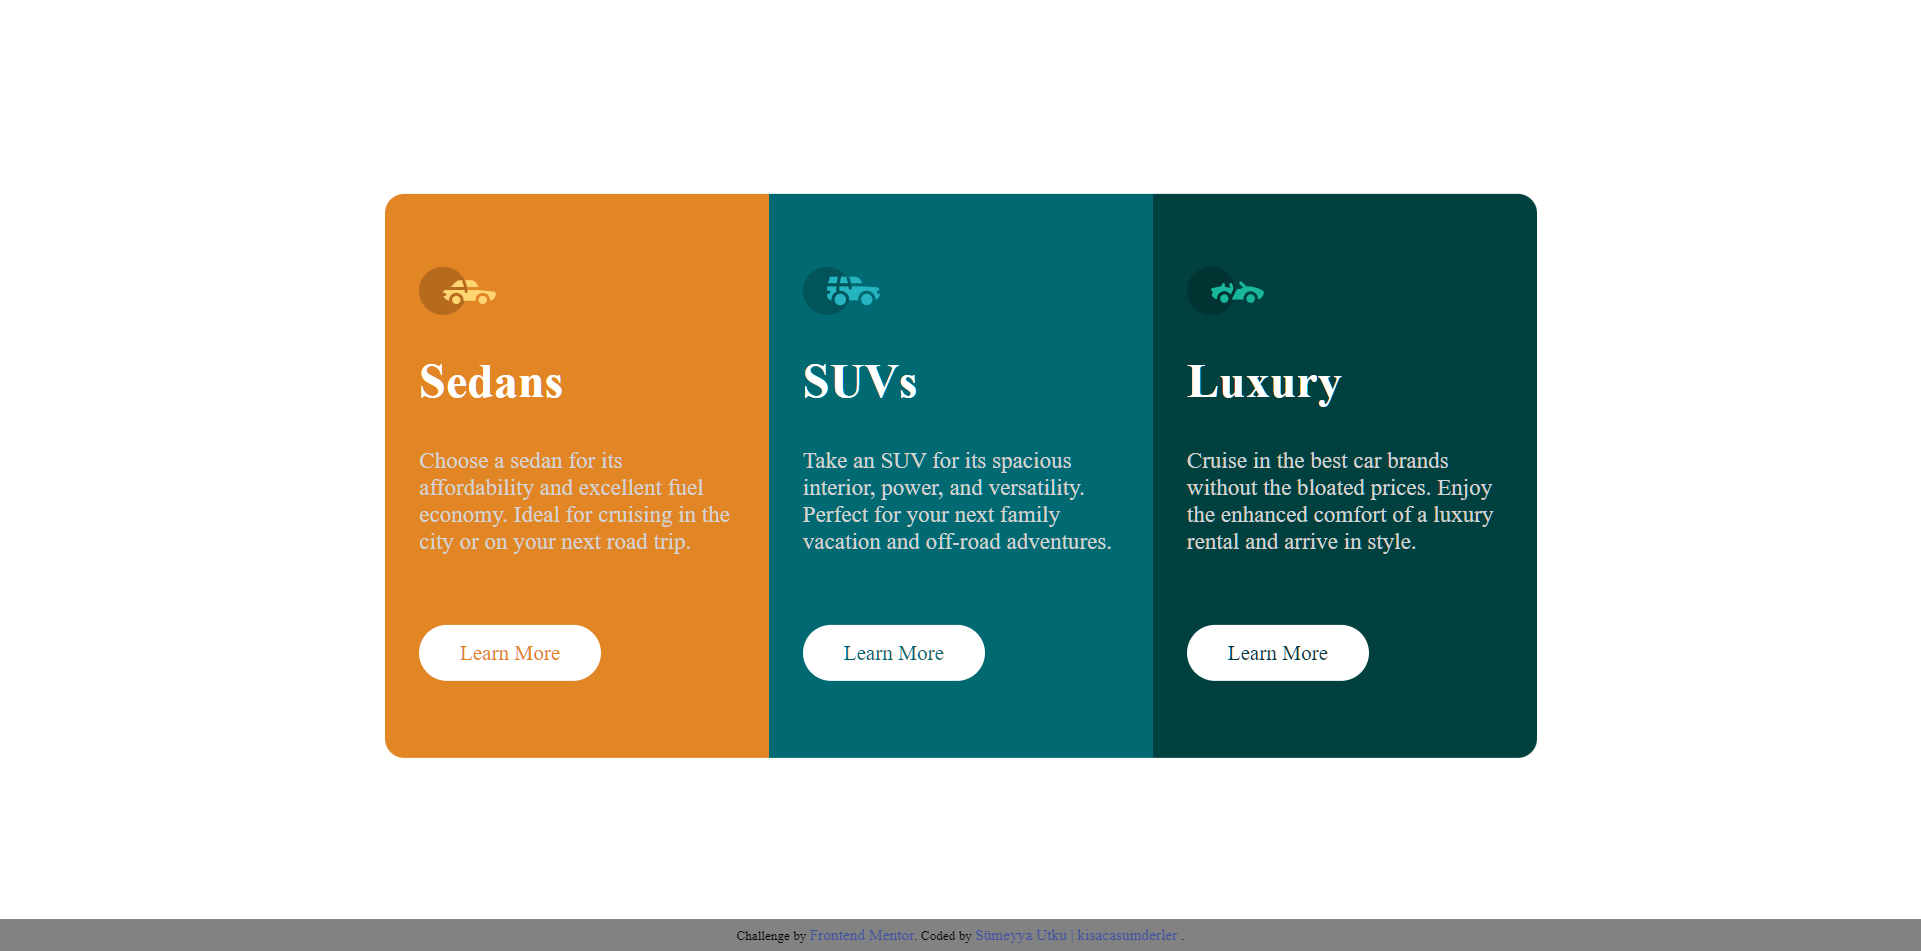 Sedans
Choose a sedan for its
affordability and excellent fuel
economy. Ideal for cruising in the
city or on your next road trip.
Learn More
SUVs
Take an SUV for its spacious
interior, power, and versatility.
Perfect for your next family
vacation and off-road adventures.
Learn More
Luxury
Cruise in the best car brands
without the bloated prices. Enjoy
the enhanced comfort of a luxury
rental and arrive in style.
Learn More
Challenge by Frontend Mentor. Coded by Sümeyya Utku | kisacasumderler .